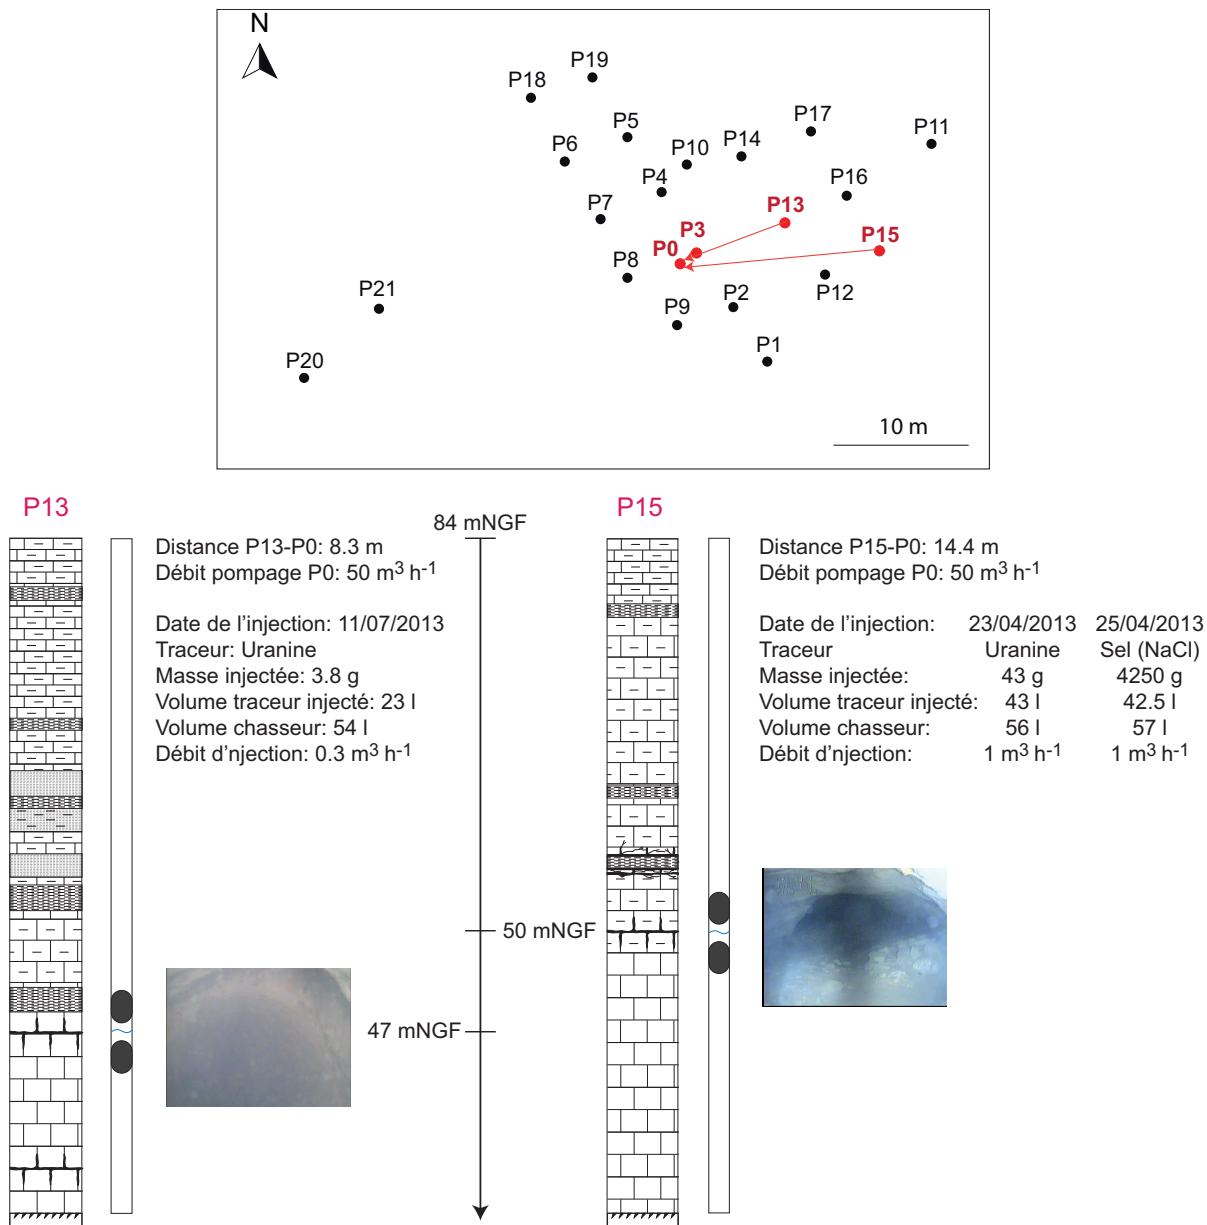 N
P19
P18
P17
P5
P11
P6
P10
P14
P4
P16
P7
P13
P3
P15
P0
P8
P12
P21
P2
P9
P1
P20
10 m
P13
84 mNGF
P15
Distance P13-P0: 8.3 m
Débit pompage P0: 50 m³ h⁻¹
Date de l'injection: 11/07/2013
Traceur: Uranine
Masse injectée: 3.8 g
Volume traceur injecté: 23 l
Volume chasseur: 54 l
Débit d'njection: 0.3 m³ h⁻¹
Distance P15-P0: 14.4 m
Débit pompage P0: 50 m³ h⁻¹
Date de l'injection: 23/04/2013 25/04/2013
Traceur Uranine Sel (NaCl)
Masse injectée: 43 g 4250 g
Volume traceur injecté: 43 l 42.5 l
Volume chasseur: 56 l 57 l
Débit d'njection: 1 m³ h⁻¹ 1 m³ h⁻¹
50 mNGF
47 mNGF